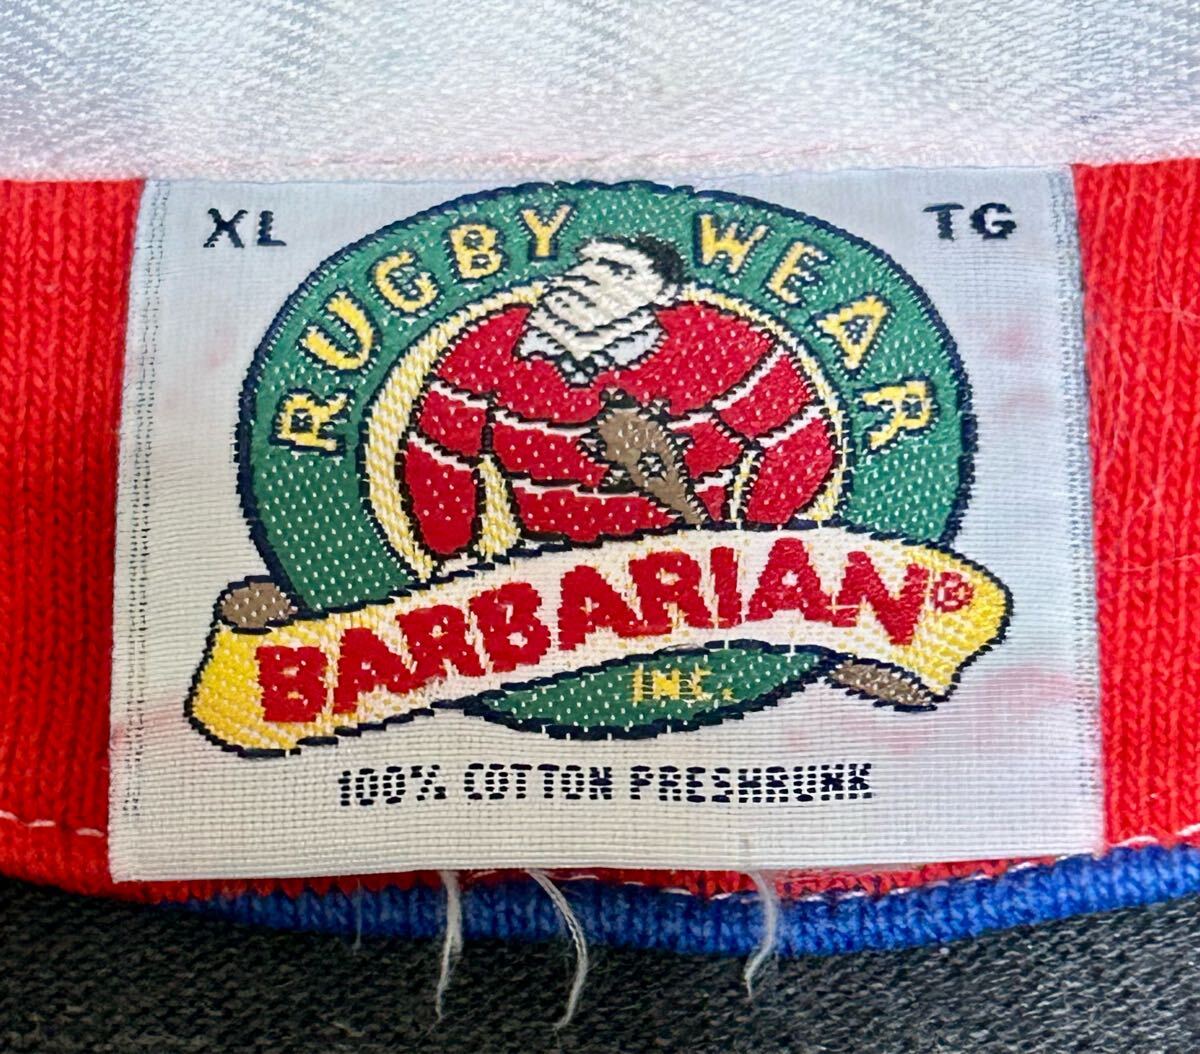 XL
TG
RUGBY WEAR
BARBARIAN®
INC.
100% COTTON PRESHRUNK